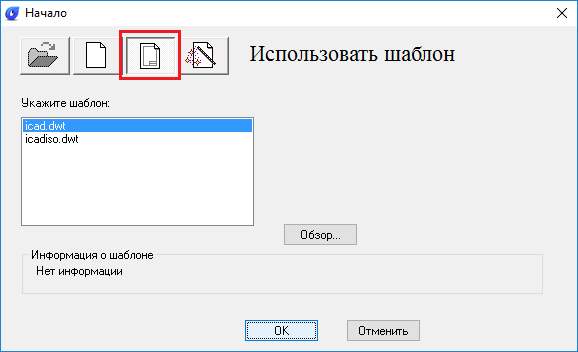 Начало
Использовать шаблон
Укажите шаблон:
icad.dwt
icadiso.dwt
Обзор...
Информация о шаблоне
Нет информации
OK
Отменить